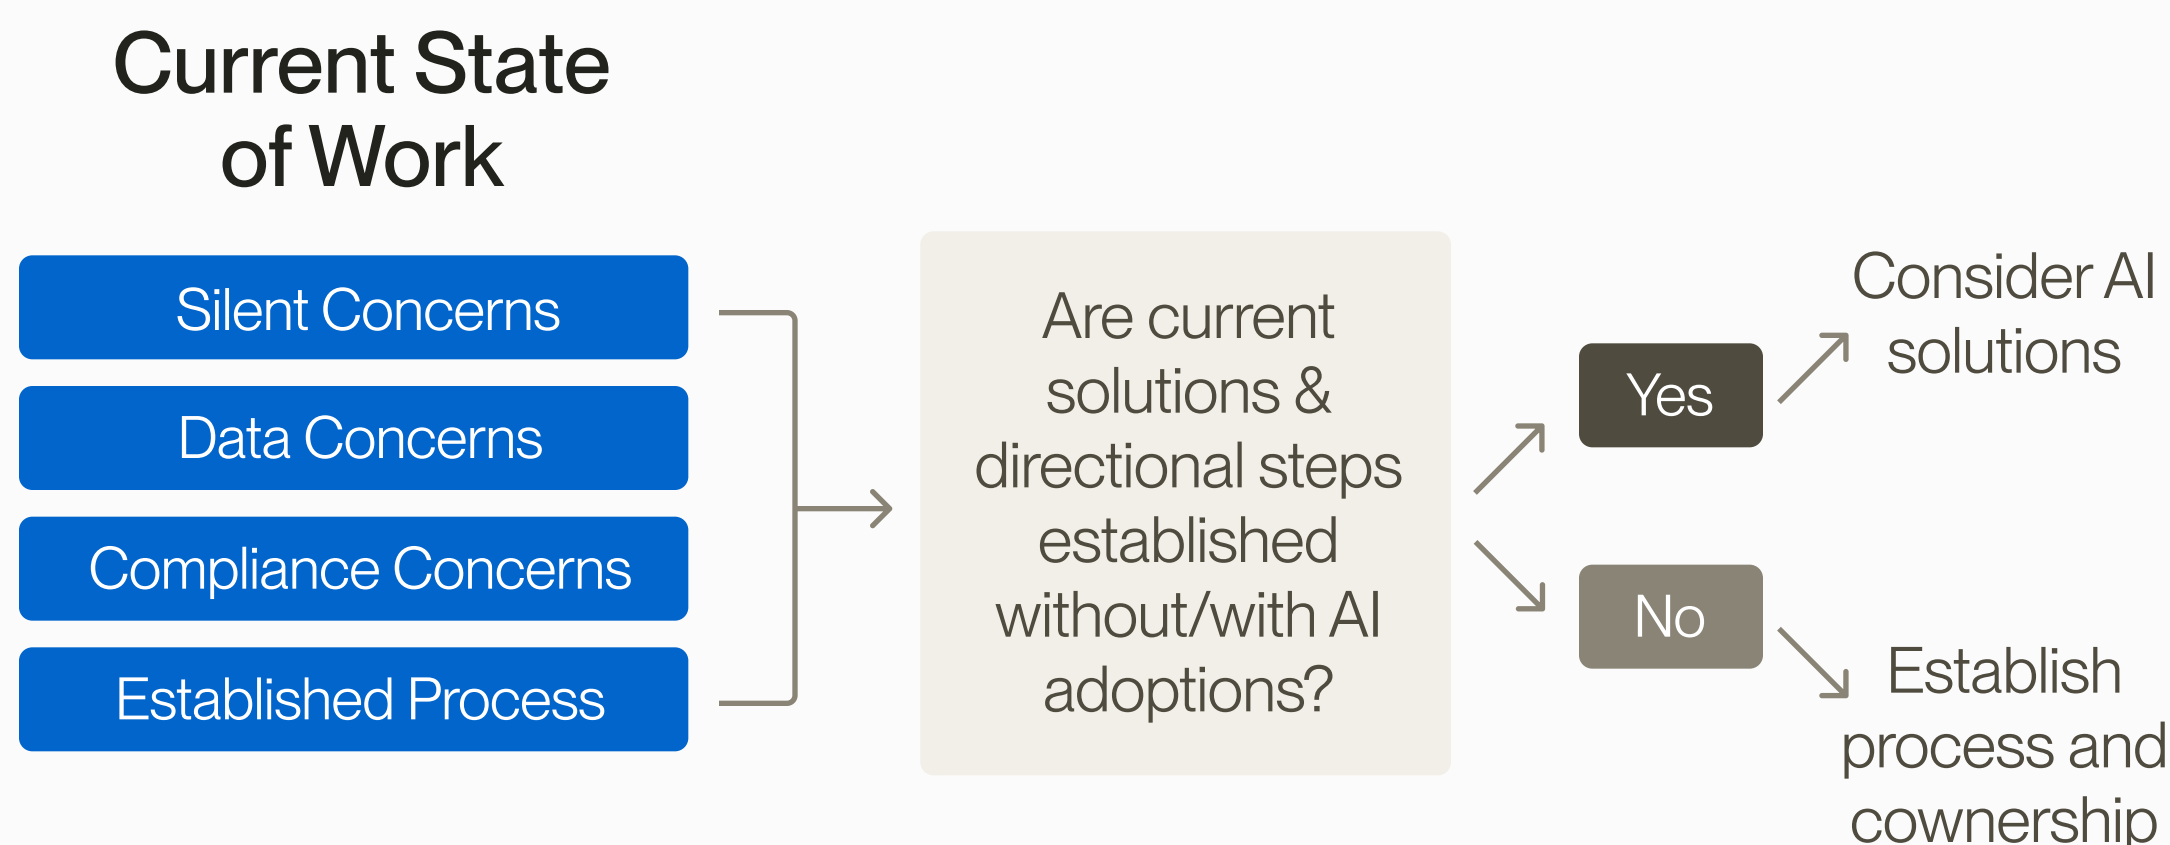 Current State
of Work
Silent Concerns
Data Concerns
Compliance Concerns
Established Process
Are current
solutions &
directional steps
established
without/with AI
adoptions?
Yes
No
Consider AI
solutions
Establish
process and
cownership